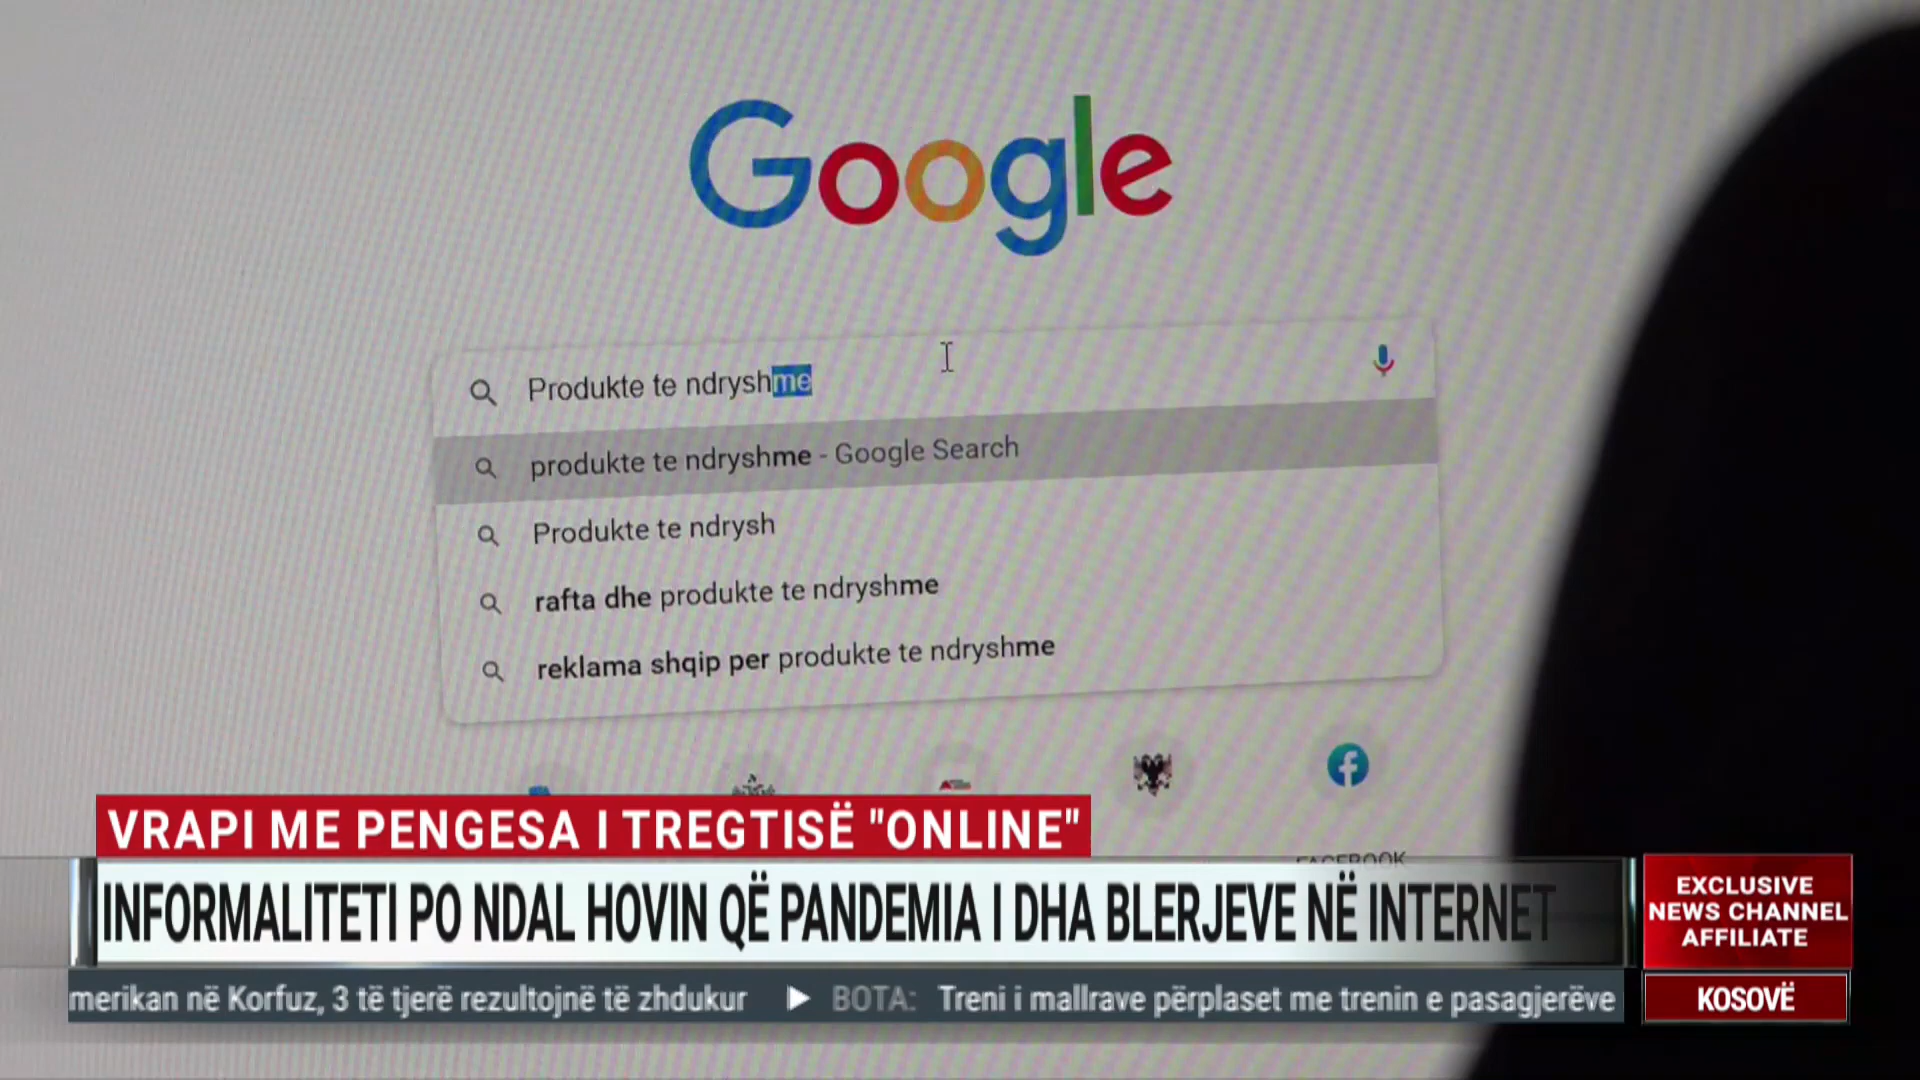 Google
Produkte te ndryshme
produkte te ndryshme - Google Search
Produkte te ndrysh
rafta dhe produkte te ndryshme
reklama shqip per produkte te ndryshme
FACEBOOK
VRAPI ME PENGESA I TREGTISË "ONLINE"
INFORMALITETI PO NDAL HOVIN QË PANDEMIA I DHA BLERJEVE NË INTERNET
EXCLUSIVE
NEWS CHANNEL
AFFILIATE
merikan në Korfuz, 3 të tjerë rezultojnë të zhdukur ▶ BOTA: Treni i mallrave përplaset me trenin e pasagjerëve
KOSOVË